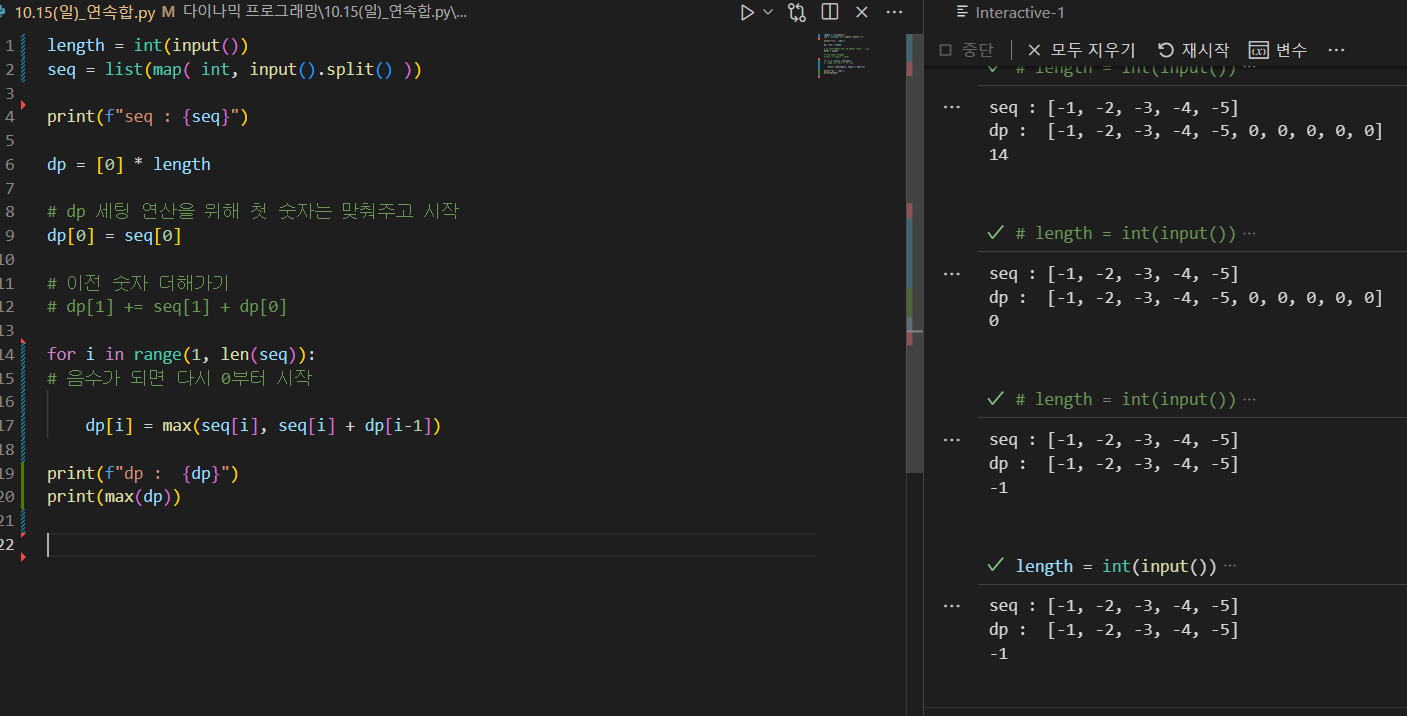 10.15(일)_연속합.py M 다이나믹 프로그래밍\10.15(일)_연속합.py\...
1 length = int(input())
2 seq = list(map( int, input().split() ))
3
4 print(f"seq : {seq}")
5
6 dp = [0] * length
7
8 # dp 세팅 연산을 위해 첫 숫자는 맞춰주고 시작
9 dp[0] = seq[0]
10
11 # 이전 숫자 더해가기
12 # dp[1] += seq[1] + dp[0]
13
14 for i in range(1, len(seq)):
15 # 음수가 되면 다시 0부터 시작
16
17 dp[i] = max(seq[i], seq[i] + dp[i-1])
18
19 print(f"dp :  {dp}")
20 print(max(dp))
21
22
Interactive-1
중단 | 모두 지우기 재시작 변수 ...
# length = int(input()) ...
seq : [-1, -2, -3, -4, -5]
dp :  [-1, -2, -3, -4, -5, 0, 0, 0, 0, 0]
14
# length = int(input()) ...
seq : [-1, -2, -3, -4, -5]
dp :  [-1, -2, -3, -4, -5, 0, 0, 0, 0, 0]
0
# length = int(input()) ...
seq : [-1, -2, -3, -4, -5]
dp :  [-1, -2, -3, -4, -5]
-1
length = int(input()) ...
seq : [-1, -2, -3, -4, -5]
dp :  [-1, -2, -3, -4, -5]
-1